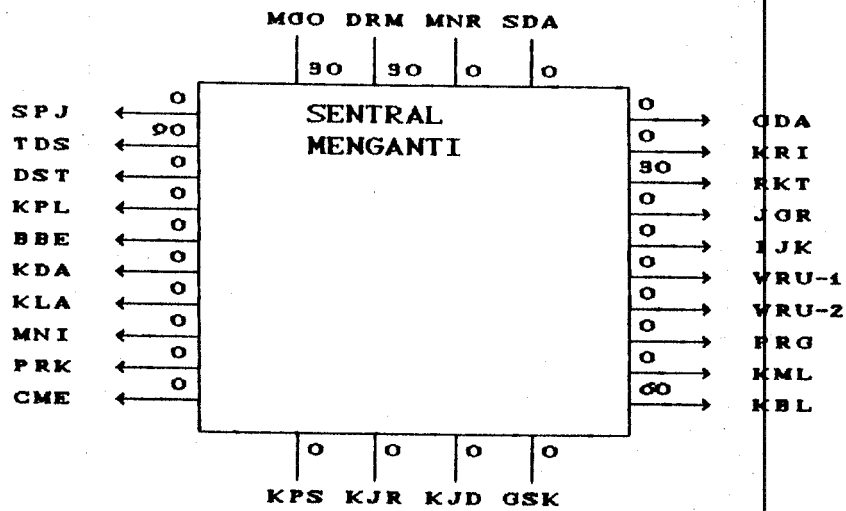 MGO DRM MNR SDA
30 30 0 0
SENTRAL
MENGANTI
SPJ 0
TDS 90
DST 0
KPL 0
BBE 0
KDA 0
KLA 0
MNI 0
PRK 0
CME 0
0 GDA
0 KRI
30 RKT
0 JGR
0 IJK
0 WRU-1
0 WRU-2
0 PRG
0 KML
60 KBL
0 0 0 0
KPS KJR KJD GSK